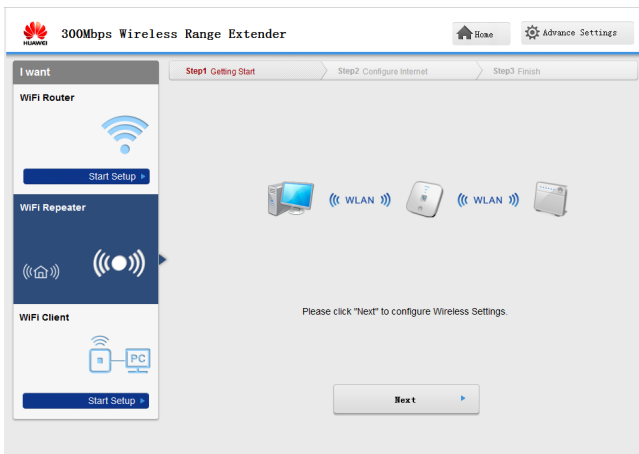 HUAWEI
300Mbps Wireless Range Extender
Home
Advance Settings
I want
Step1 Getting Start
Step2 Configure Internet
Step3 Finish
WiFi Router
Start Setup
WiFi Repeater
((( WLAN )))
((( WLAN )))
Please click "Next" to configure Wireless Settings.
WiFi Client
PC
Start Setup
Next